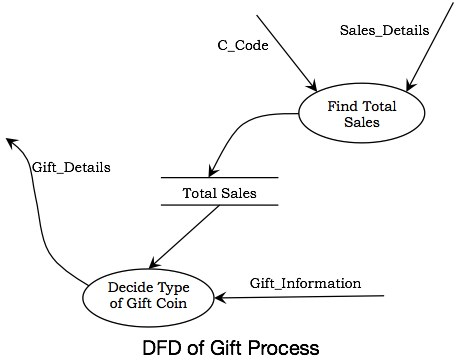 Sales_Details
C_Code
Find Total
Sales
Gift_Details
Total Sales
Gift_Information
Decide Type
of Gift Coin
DFD of Gift Process